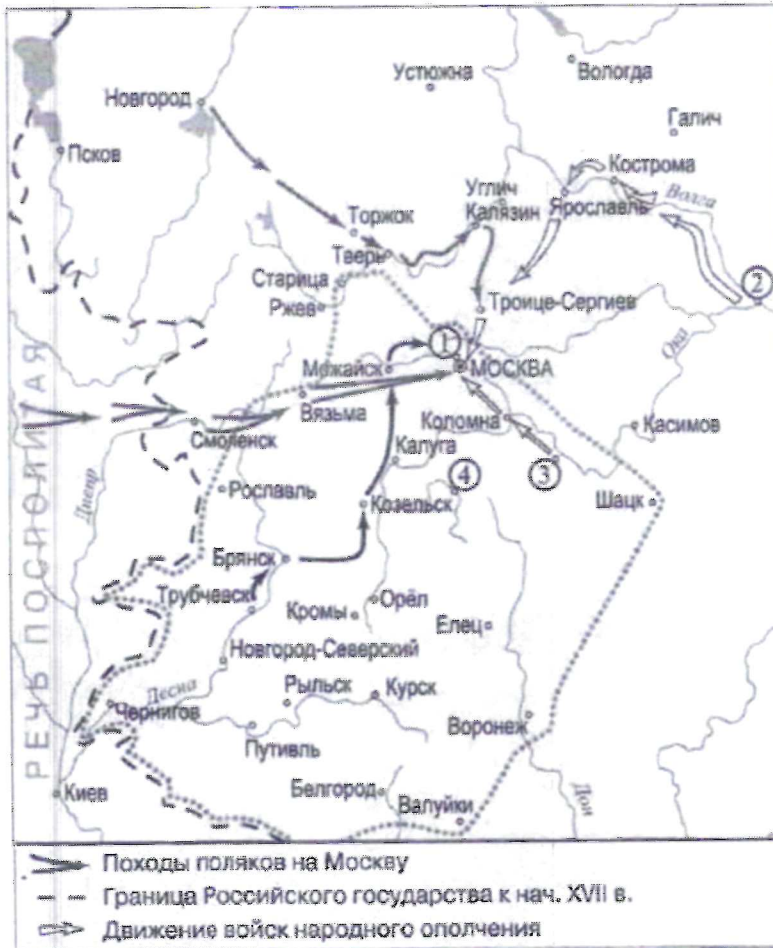 Устюжна
Вологда
Новгород
Галич
Псков
Кострома
Углич
Волга
Калязин
Ярославль
Торжок
Тверь
2
Старица
Троице-Сергиев
Ржев
1
Ока
Можайск
МОСКВА
Вязьма
Коломна
Касимов
Смоленск
Калуга
3
4
Днепр
Рославль
Козельск
Шацк
Брянск
Трубчевск
Орёл
Кромы
Елец
Новгород-Северский
Десна
Рыльск
Курск
Чернигов
Воронеж
Путивль
Киев
Белгород
Дон
Валуйки
РЕЧЬ ПОСПОЛИТАЯ
Походы поляков на Москву
Граница Российского государства к нач. XVII в.
Движение войск народного ополчения